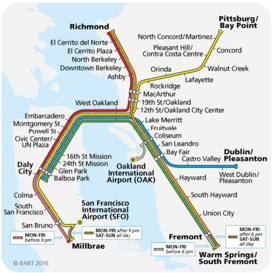 Richmond
El Cerrito del Norte
El Cerrito Plaza
North Berkeley
Downtown Berkeley
Ashby
Pittsburg/
Bay Point
North Concord/Martinez
Concord
Pleasant Hill/
Contra Costa Centre
Walnut Creek
Lafayette
Orinda
Rockridge
MacArthur
19th St/Oakland
12th St/Oakland City Center
West Oakland
Embarcadero
Montgomery St
Powell St
Civic Center/
UN Plaza
16th St Mission
24th St Mission
Glen Park
Balboa Park
Daly
City
Colma
South
San Francisco
San Bruno
San Francisco
International
Airport (SFO)
Millbrae
MON-FRI
before 9 pm
MON-FRI after 9 pm
SAT-SUN
all day
Lake Merritt
Fruitvale
Coliseum
San Leandro
Bay Fair
Oakland
International
Airport (OAK)
Castro Valley
Dublin/
Pleasanton
West Dublin/
Pleasanton
Hayward
South Hayward
Union City
Fremont
MON-FRI
after 6 pm
SAT-SUN
all day
MON-FRI
before 6 pm
Warm Springs/
South Fremont
© BART 2016